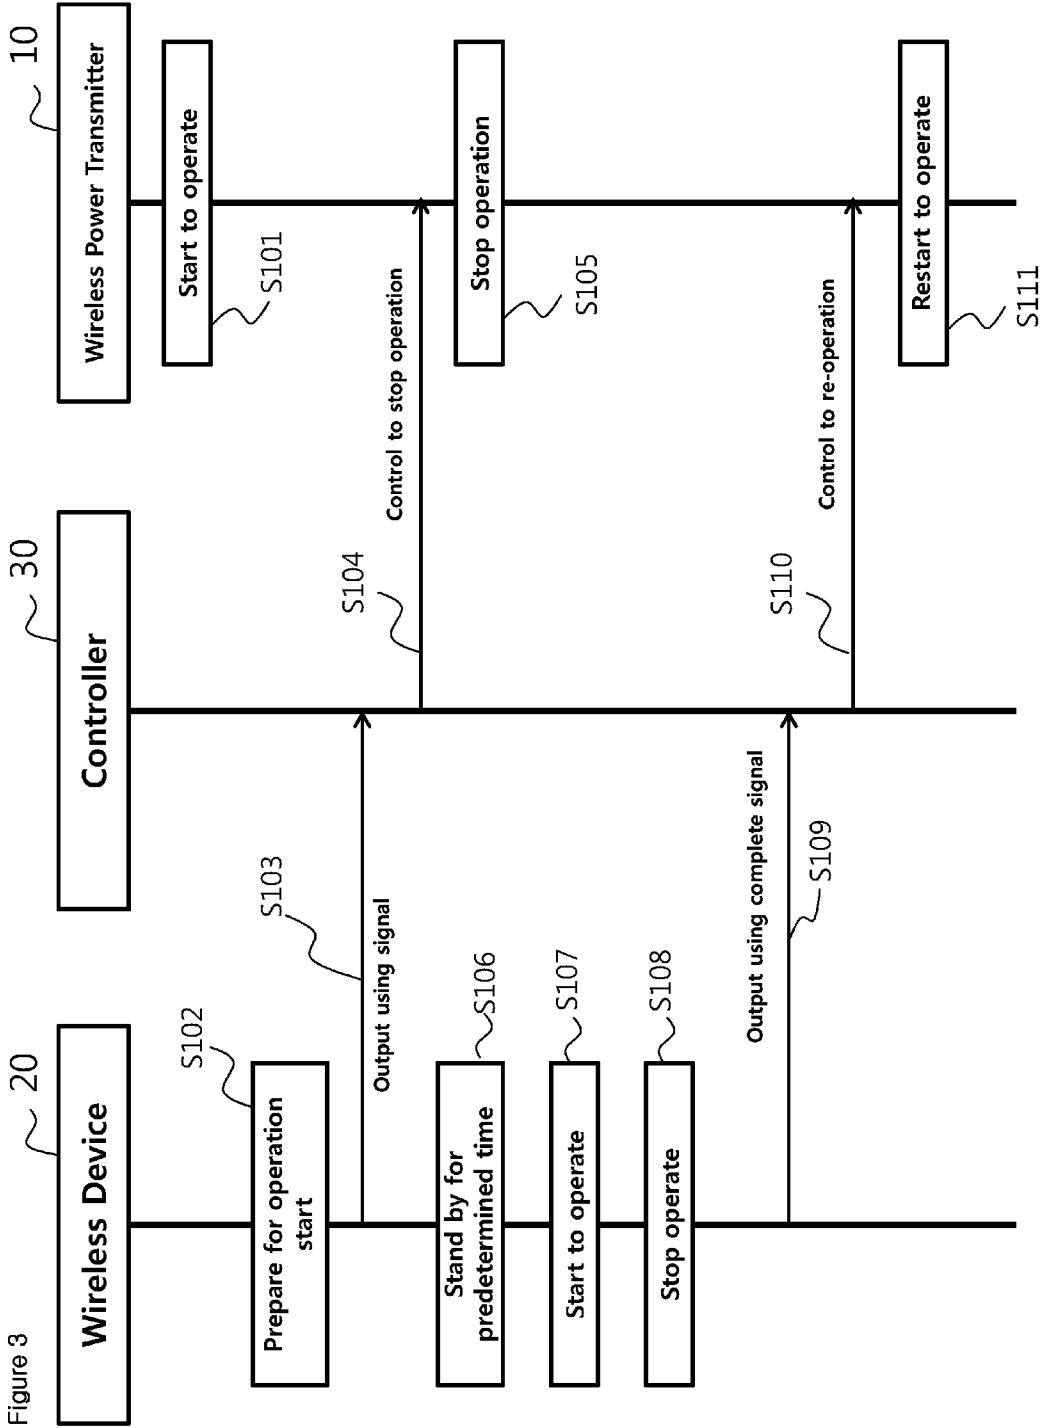 Figure 3
20
Wireless Device
30
Controller
10
Wireless Power Transmitter
Start to operate
S101
S102
Prepare for operation
start
S103
Output using signal
S104
Control to stop operation
Stand by for
predetermined time
S106
Stop operation
S105
Start to operate
S107
Stop operate
S108
Output using complete signal
S109
S110
Control to re-operation
Restart to operate
S111